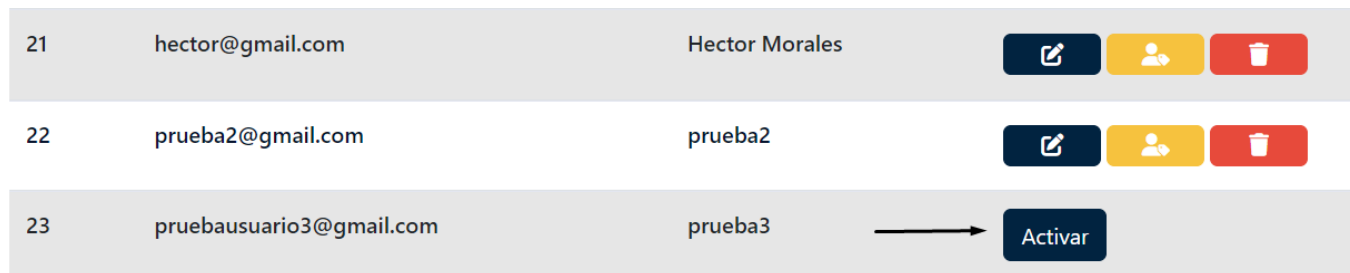 21 hector@gmail.com Hector Morales
22 prueba2@gmail.com prueba2
23 pruebausuario3@gmail.com prueba3 Activar